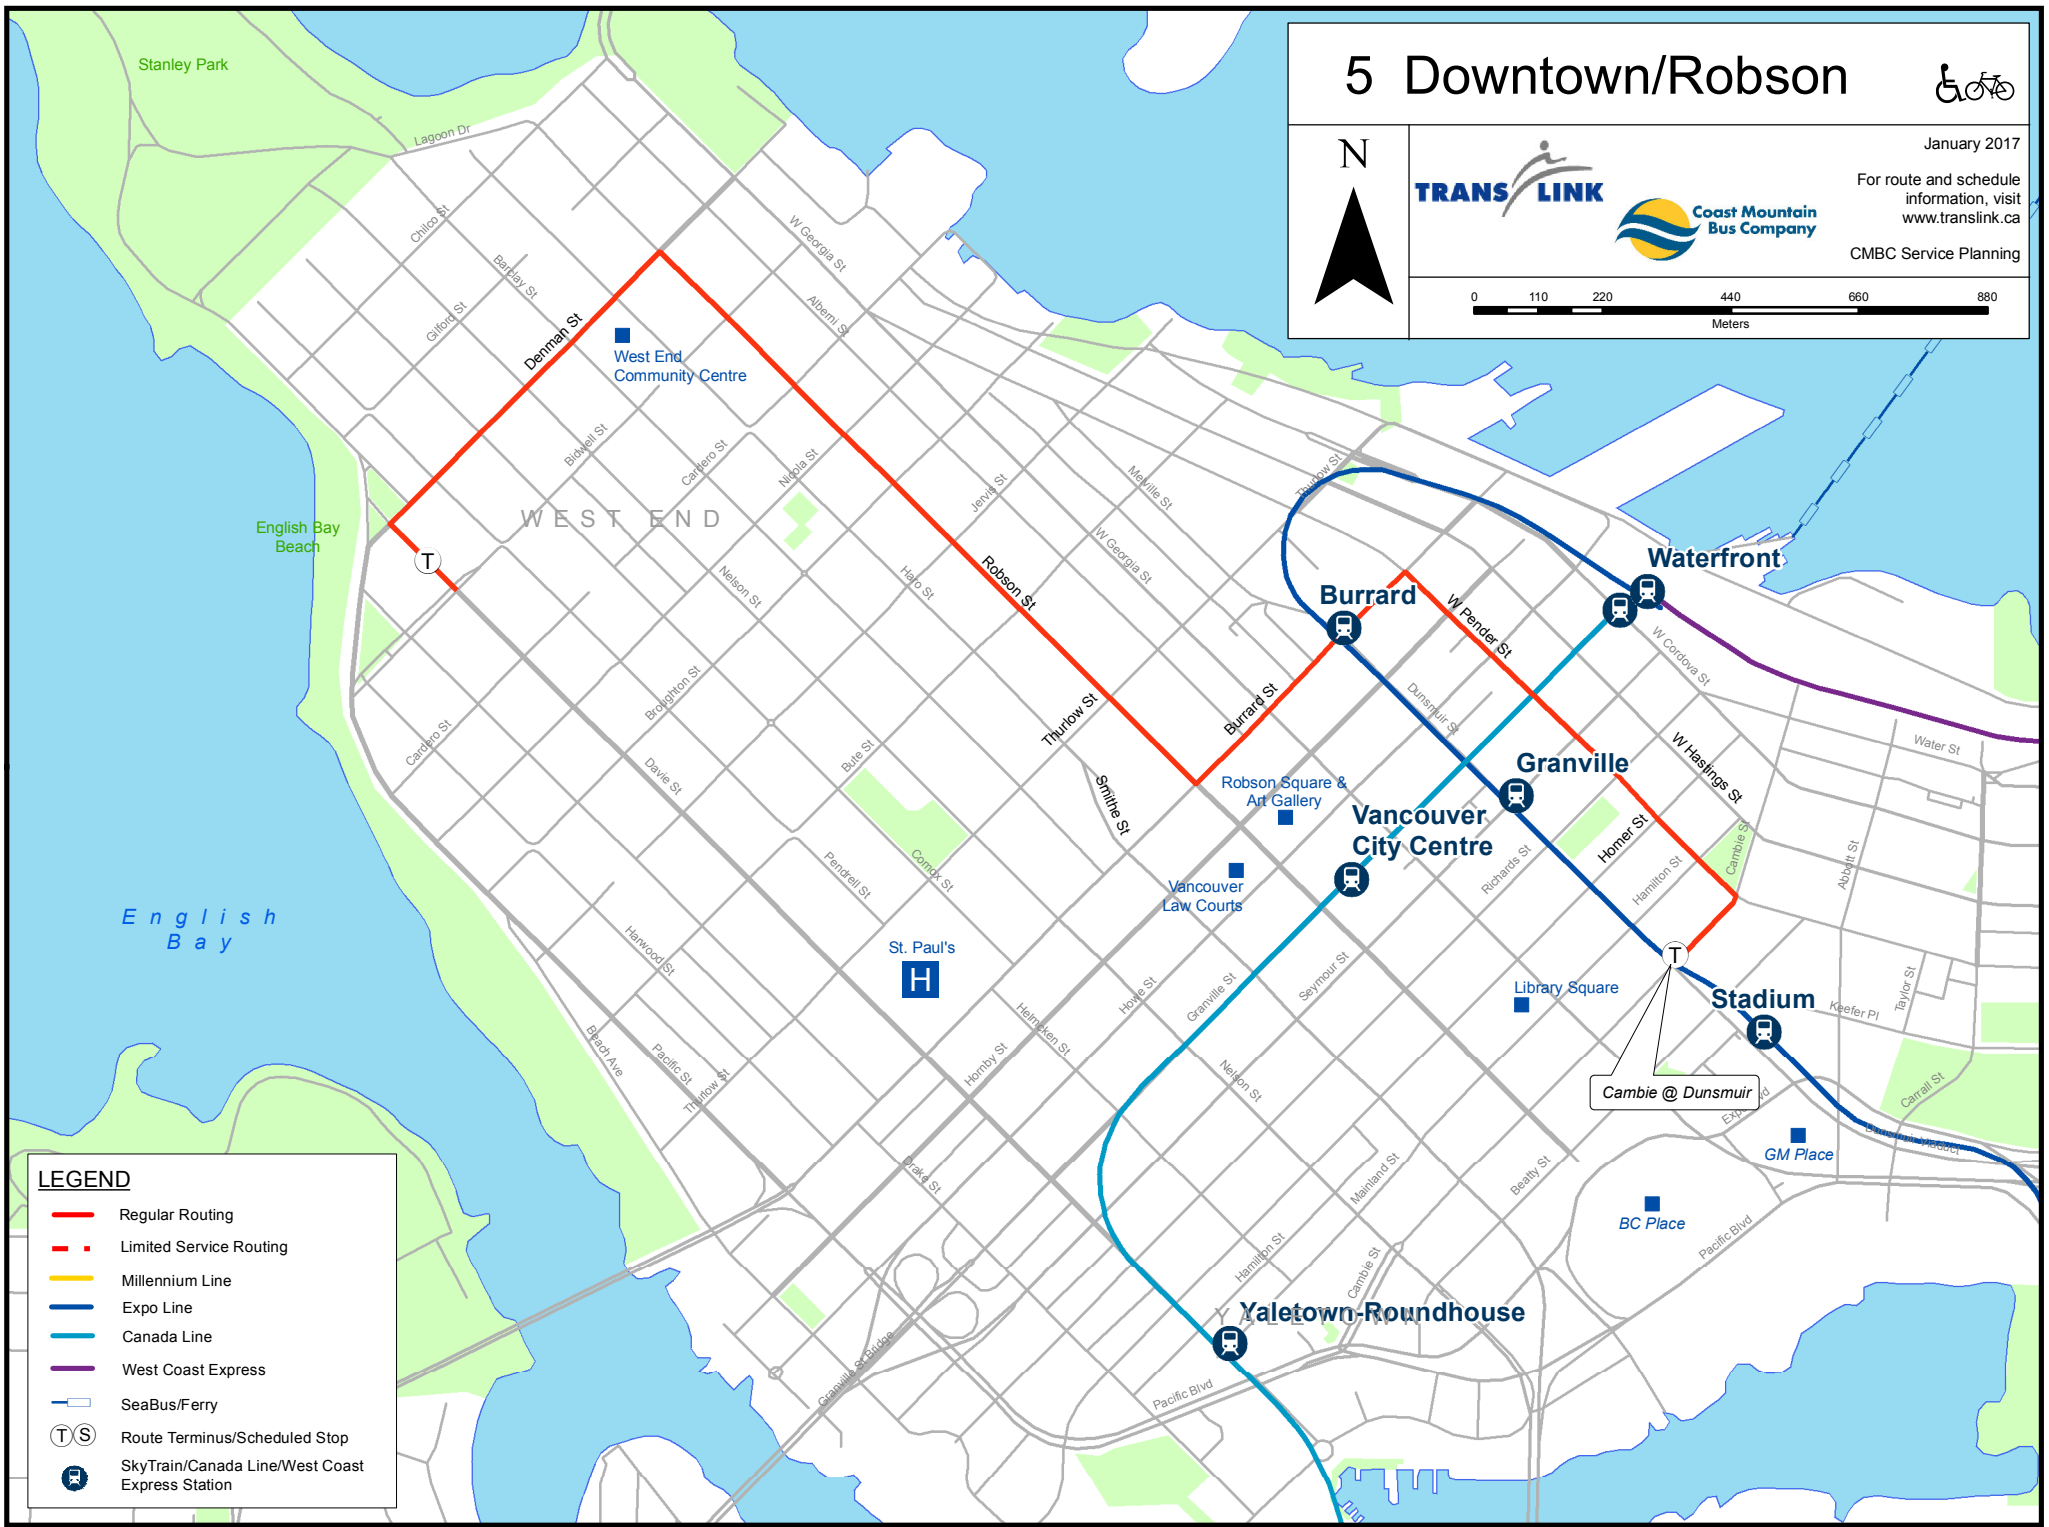 5 Downtown/Robson
N
TRANS LINK
Coast Mountain
Bus Company
January 2017
For route and schedule
information, visit
www.translink.ca
CMBC Service Planning
0 110 220 440 660 880
Meters
Stanley Park
Lagoon Dr
Chilco St
Barclay St
Gilford St
Denman St
West End
Community Centre
W Georgia St
Alberni St
Bidwell St
Cardero St
Nicola St
WEST END
English Bay
Beach
Jervis St
Melville St
Thurlow St
W Georgia St
Nelson St
Haro St
Robson St
Burrard
Waterfront
W Pender St
W Cordova St
Broughton St
Cardero St
Davie St
Bute St
Thurlow St
Smithe St
Burrard St
Dunsmuir St
Robson Square &
Art Gallery
Granville
Vancouver
City Centre
W Hastings St
Water St
Homer St
Cambie St
Abbott St
Richards St
Hamilton St
Vancouver
Law Courts
Pendrell St
Comox St
English
Bay
Harwood St
St. Paul's
H
Howe St
Granville St
Seymour St
Library Square
T
T
Stadium
Keefer Pl
Taylor St
Carrall St
Cambie @ Dunsmuir
Expo Blvd
Dunsmuir Viaduct
GM Place
BC Place
Pacific Blvd
Beach Ave
Pacific St
Thurlow St
Hornby St
Helmcken St
Nelson St
Drake St
Mainland St
Beatty St
Hamilton St
Cambie St
YALETOWN
Yaletown-Roundhouse
Granville St Bridge
Pacific Blvd
LEGEND
Regular Routing
Limited Service Routing
Millennium Line
Expo Line
Canada Line
West Coast Express
SeaBus/Ferry
T S Route Terminus/Scheduled Stop
SkyTrain/Canada Line/West Coast
Express Station